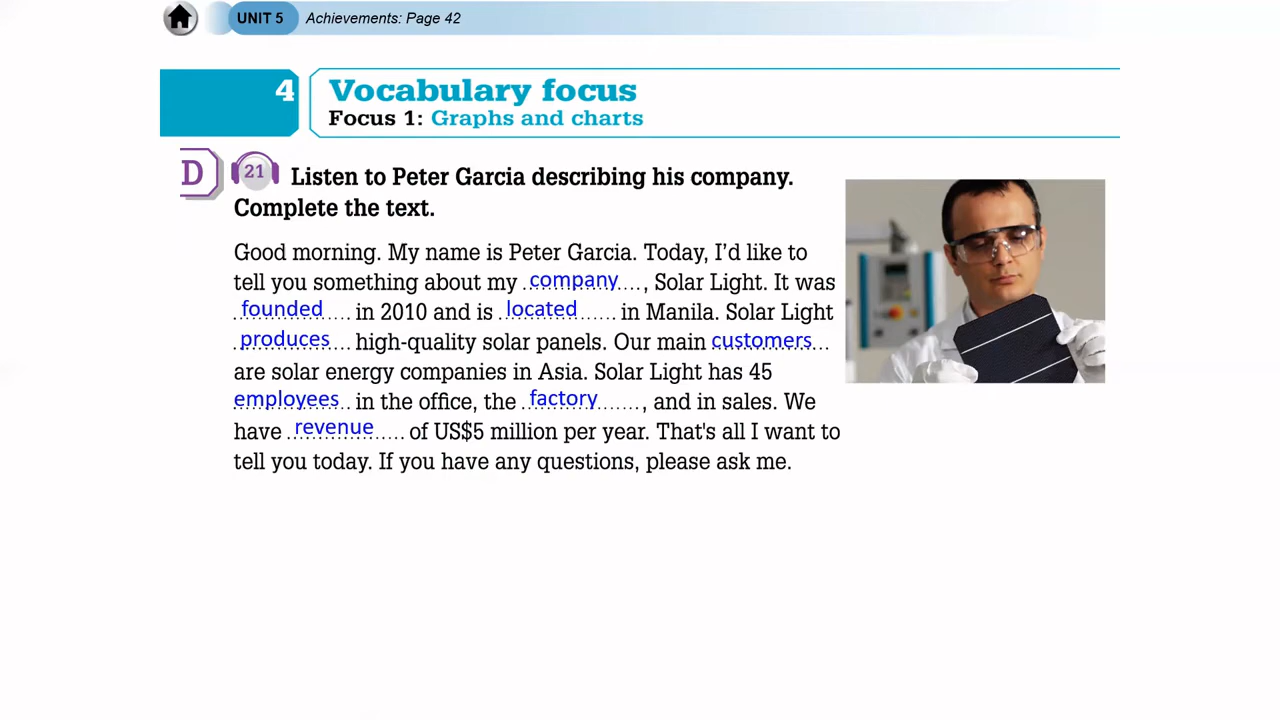 UNIT 5 Achievements: Page 42
4 Vocabulary focus
Focus 1: Graphs and charts
D 21 Listen to Peter Garcia describing his company.
Complete the text.
Good morning. My name is Peter Garcia. Today, I’d like to
tell you something about my company, Solar Light. It was
founded in 2010 and is located in Manila. Solar Light
produces high-quality solar panels. Our main customers
are solar energy companies in Asia. Solar Light has 45
employees in the office, the factory, and in sales. We
have revenue of US$5 million per year. That's all I want to
tell you today. If you have any questions, please ask me.